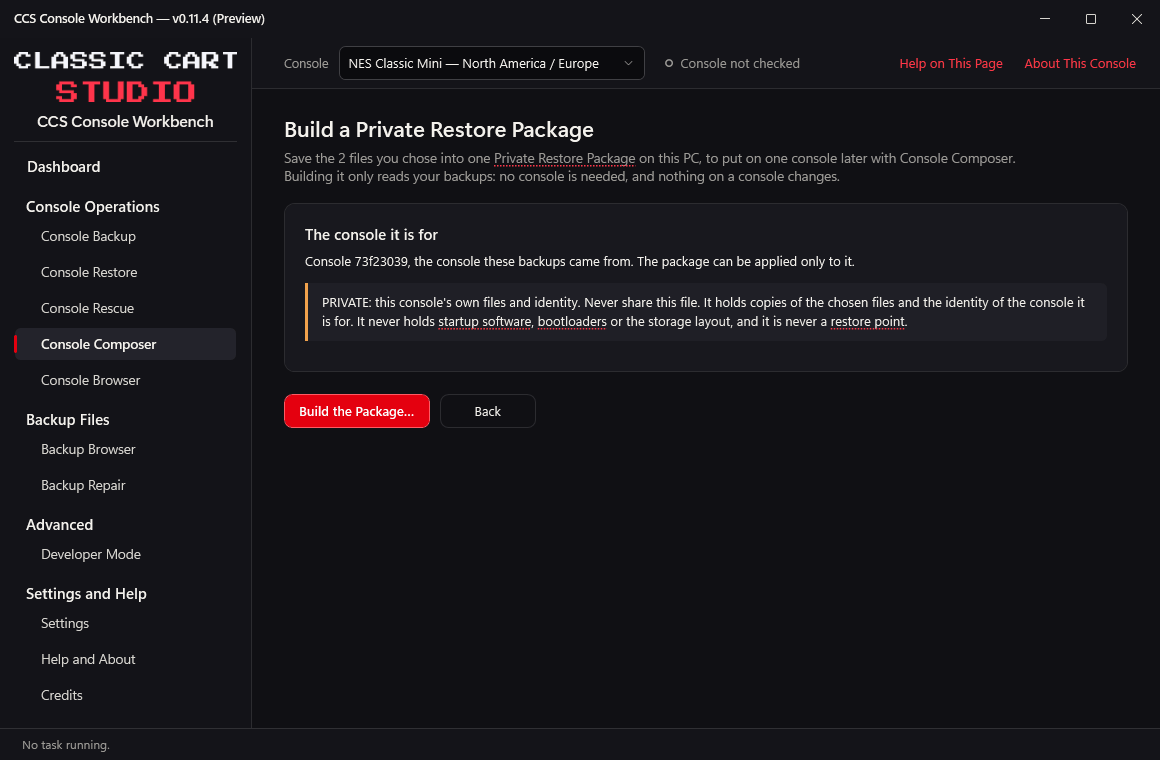 CCS Console Workbench — v0.11.4 (Preview)
CLASSIC CART
STUDIO
CCS Console Workbench
Dashboard
Console Operations
Console Backup
Console Restore
Console Rescue
Console Composer
Console Browser
Backup Files
Backup Browser
Backup Repair
Advanced
Developer Mode
Settings and Help
Settings
Help and About
Credits
Console
NES Classic Mini — North America / Europe
Console not checked
Help on This Page
About This Console
Build a Private Restore Package
Save the 2 files you chose into one Private Restore Package on this PC, to put on one console later with Console Composer.
Building it only reads your backups: no console is needed, and nothing on a console changes.
The console it is for
Console 73f23039, the console these backups came from. The package can be applied only to it.
PRIVATE: this console's own files and identity. Never share this file. It holds copies of the chosen files and the identity of the console it
is for. It never holds startup software, bootloaders or the storage layout, and it is never a restore point.
Build the Package...
Back
No task running.